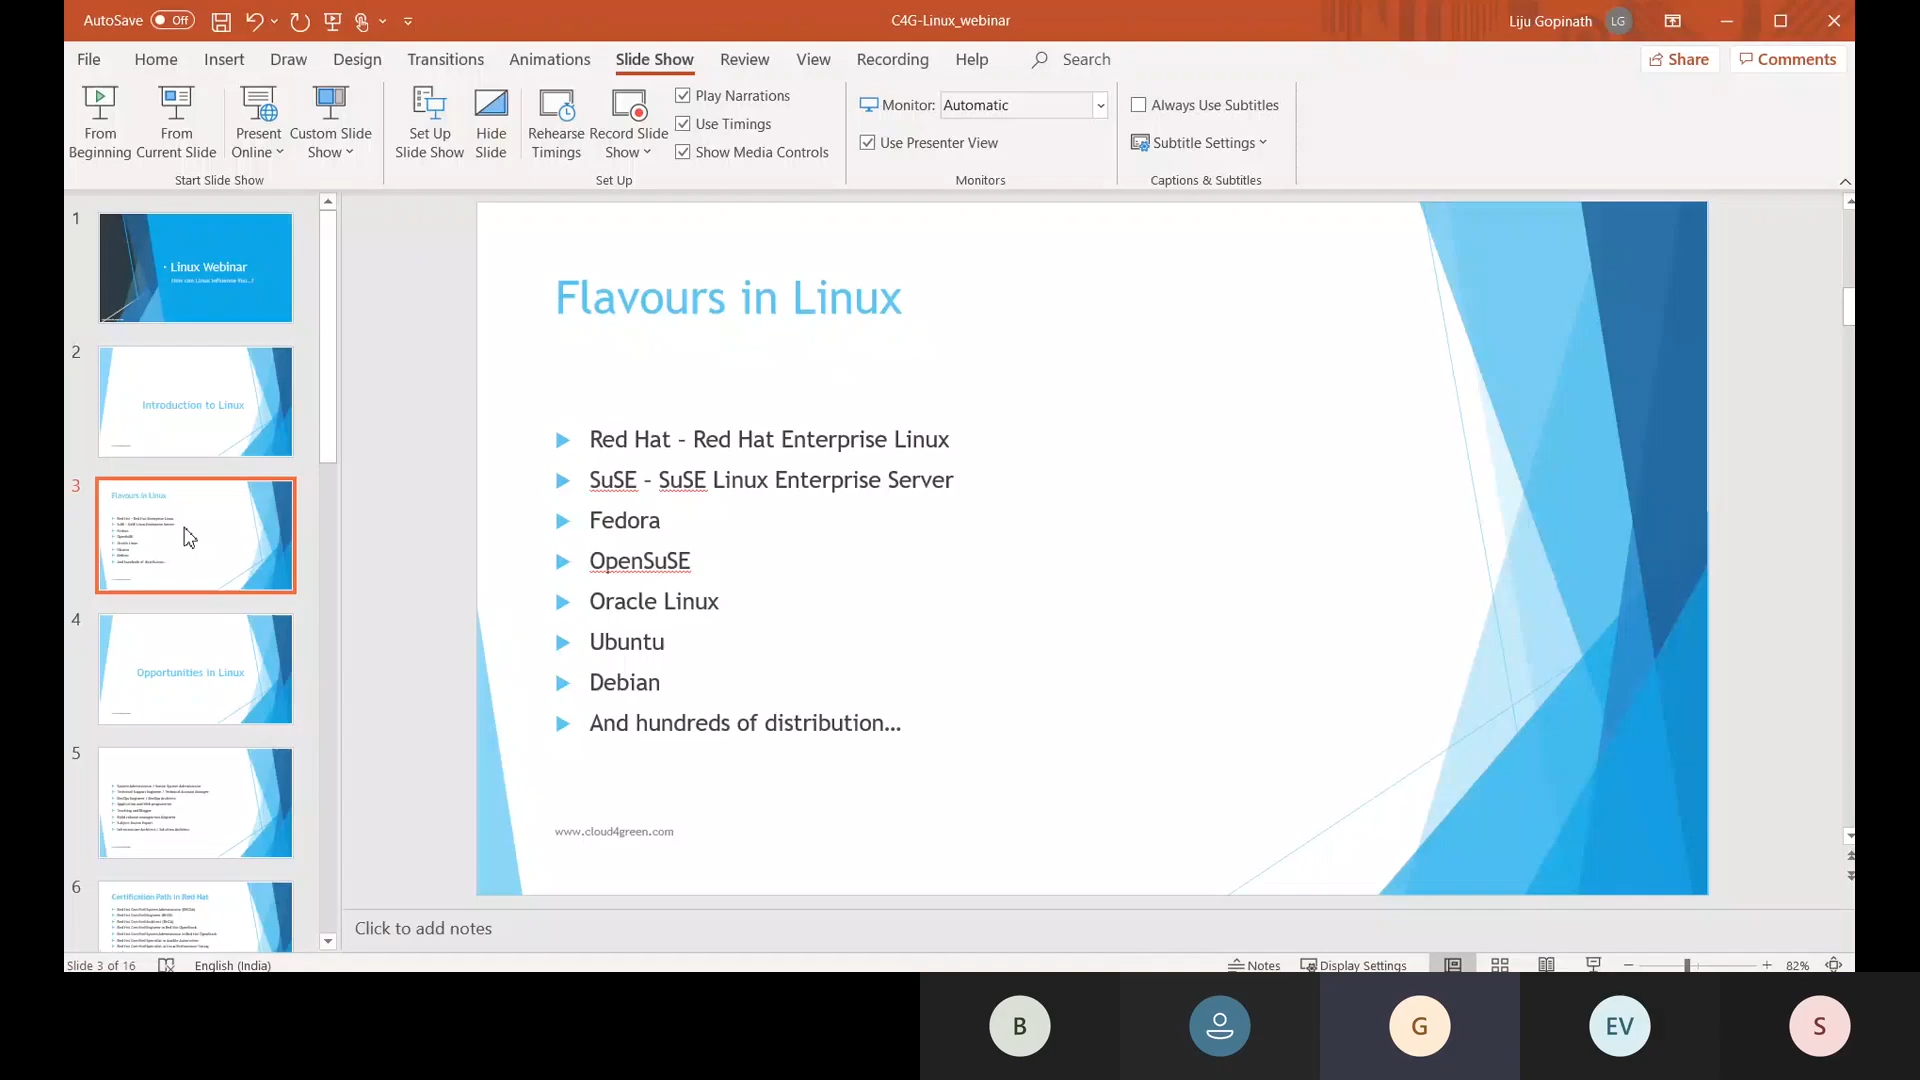 AutoSave Off
C4G-Linux_webinar
Liju Gopinath LG
File Home Insert Draw Design Transitions Animations Slide Show Review View Recording Help Search
Share Comments
From Beginning
From Current Slide
Present Online
Custom Slide Show
Start Slide Show
Set Up Slide Show
Hide Slide
Rehearse Timings
Record Slide Show
Play Narrations
Use Timings
Show Media Controls
Set Up
Monitor: Automatic
Use Presenter View
Monitors
Always Use Subtitles
Subtitle Settings
Captions & Subtitles
1
Linux Webinar
2
Introduction to Linux
3
Flavours in Linux
4
Opportunities in Linux
5
6
Certification Path in Red Hat
Flavours in Linux
Red Hat - Red Hat Enterprise Linux
SuSE - SuSE Linux Enterprise Server
Fedora
OpenSuSE
Oracle Linux
Ubuntu
Debian
And hundreds of distribution...
www.cloud4green.com
Click to add notes
Slide 3 of 16 English (India)
Notes Display Settings 82%
B G EV S